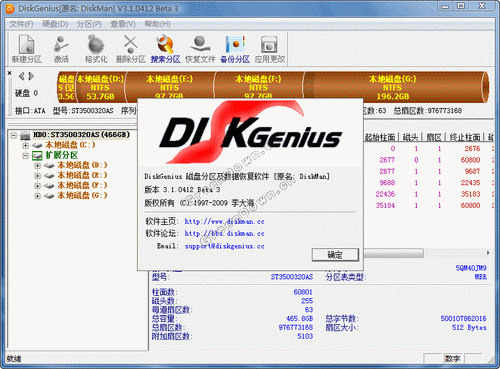 DiskGenius[原名: DiskMan] V3.1.0412 Beta 3
文件(F) 硬盘(D) 分区(P) 查看(V) 帮助(H)
新建分区 激活 格式化 删除分区 搜索分区 恢复文件 备份分区 应用更改
硬盘 0
本地磁盘(D:)
NTFS
53.7GB
本地磁盘(E:)
NTFS
97.7GB
本地磁盘(F:)
NTFS
97.7GB
本地磁盘(G:)
NTFS
196.2GB
接口:ATA
总扇区数:976773168
HD0:ST3500320AS (466GB)
本地磁盘(C:)
扩展分区
本地磁盘(D:)
本地磁盘(E:)
本地磁盘(F:)
本地磁盘(G:)
起始柱面 磁头 扇区 终止柱面
0 1 1 2676
2677 0 1 60800
2677 1 1 9687
9688 1 1 22435
22436 1 1 35183
35184 1 1 60800
DISKGENIUS
DiskGenius 磁盘分区及数据恢复软件 [原名: DiskMan]
版本 3.1.0412 Beta 3
版权所有 (C)1997-2009 李大海
软件主页: http://www.diskman.cc
软件论坛: http://bbs.diskman.cc
Email: support@diskgenius.cc
确定
型号: ST3500320AS
5QM40JM9
分区表类型: MBR
柱面数: 60801
磁头数: 255
每道扇区数: 63
总容量: 465.8GB
总字节数: 500107862016
总扇区数: 976773168
扇区大小: 512 Bytes
附加扇区数: 5103
就绪
数字